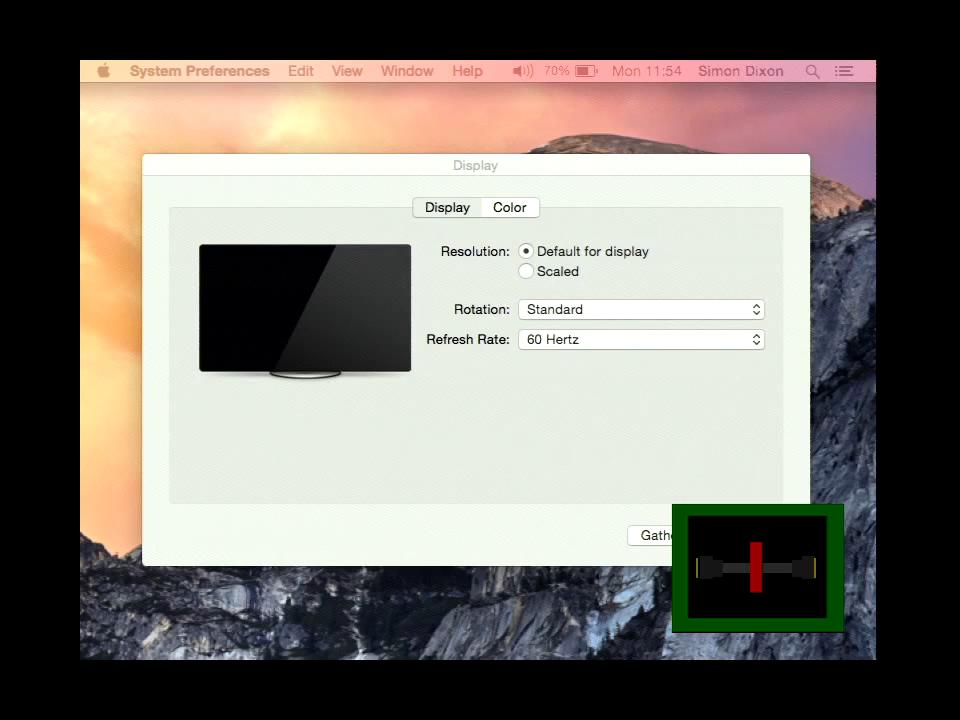 System Preferences Edit View Window Help 70% Mon 11:54 Simon Dixon
Display
Display Color
Resolution: Default for display
Scaled
Rotation: Standard
Refresh Rate: 60 Hertz